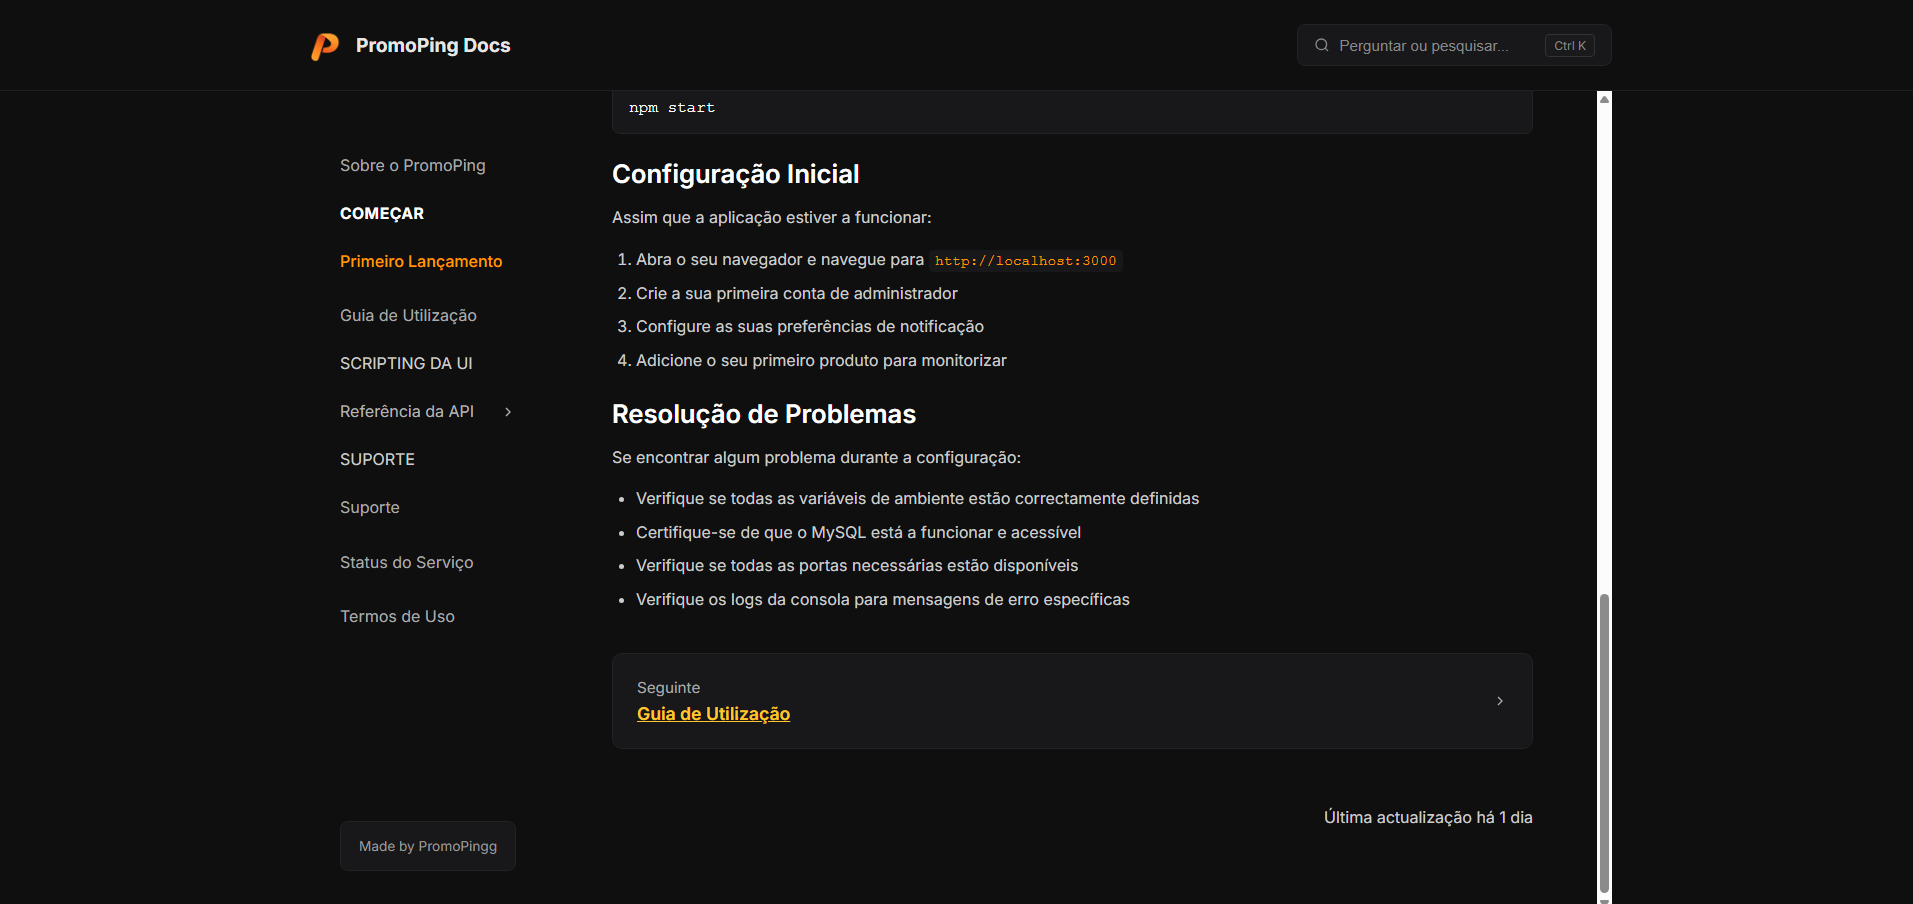 PromoPing Docs
Perguntar ou pesquisar...
Ctrl K
Sobre o PromoPing
COMEÇAR
Primeiro Lançamento
Guia de Utilização
SCRIPTING DA UI
Referência da API
SUPORTE
Suporte
Status do Serviço
Termos de Uso
Made by PromoPingg
npm start
Configuração Inicial
Assim que a aplicação estiver a funcionar:
1. Abra o seu navegador e navegue para http://localhost:3000
2. Crie a sua primeira conta de administrador
3. Configure as suas preferências de notificação
4. Adicione o seu primeiro produto para monitorizar
Resolução de Problemas
Se encontrar algum problema durante a configuração:
• Verifique se todas as variáveis de ambiente estão correctamente definidas
• Certifique-se de que o MySQL está a funcionar e acessível
• Verifique se todas as portas necessárias estão disponíveis
• Verifique os logs da consola para mensagens de erro específicas
Seguinte
Guia de Utilização
Última actualização há 1 dia